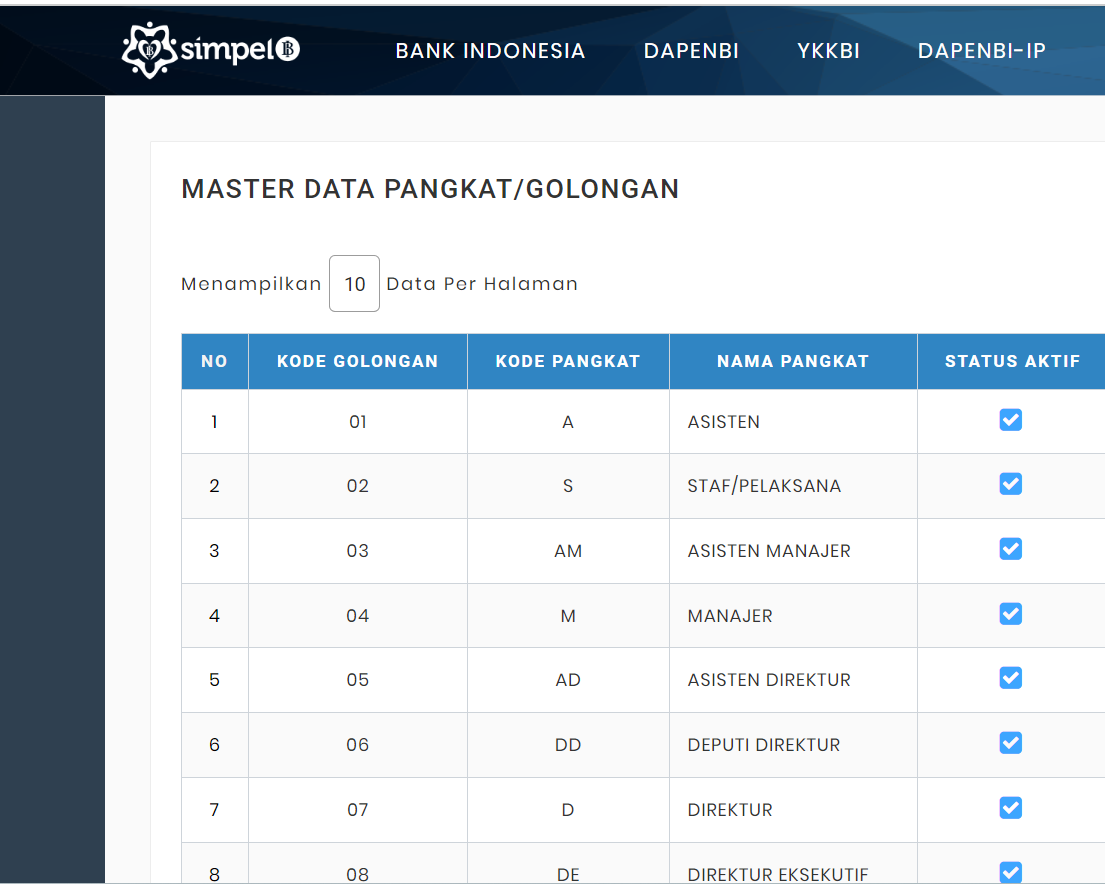 simpel
BANK INDONESIA DAPENBI YKKBI DAPENBI-IP
MASTER DATA PANGKAT/GOLONGAN
Menampilkan 10 Data Per Halaman
NO KODE GOLONGAN KODE PANGKAT NAMA PANGKAT STATUS AKTIF
1 01 A ASISTEN
2 02 S STAF/PELAKSANA
3 03 AM ASISTEN MANAJER
4 04 M MANAJER
5 05 AD ASISTEN DIREKTUR
6 06 DD DEPUTI DIREKTUR
7 07 D DIREKTUR
8 08 DE DIREKTUR EKSEKUTIF